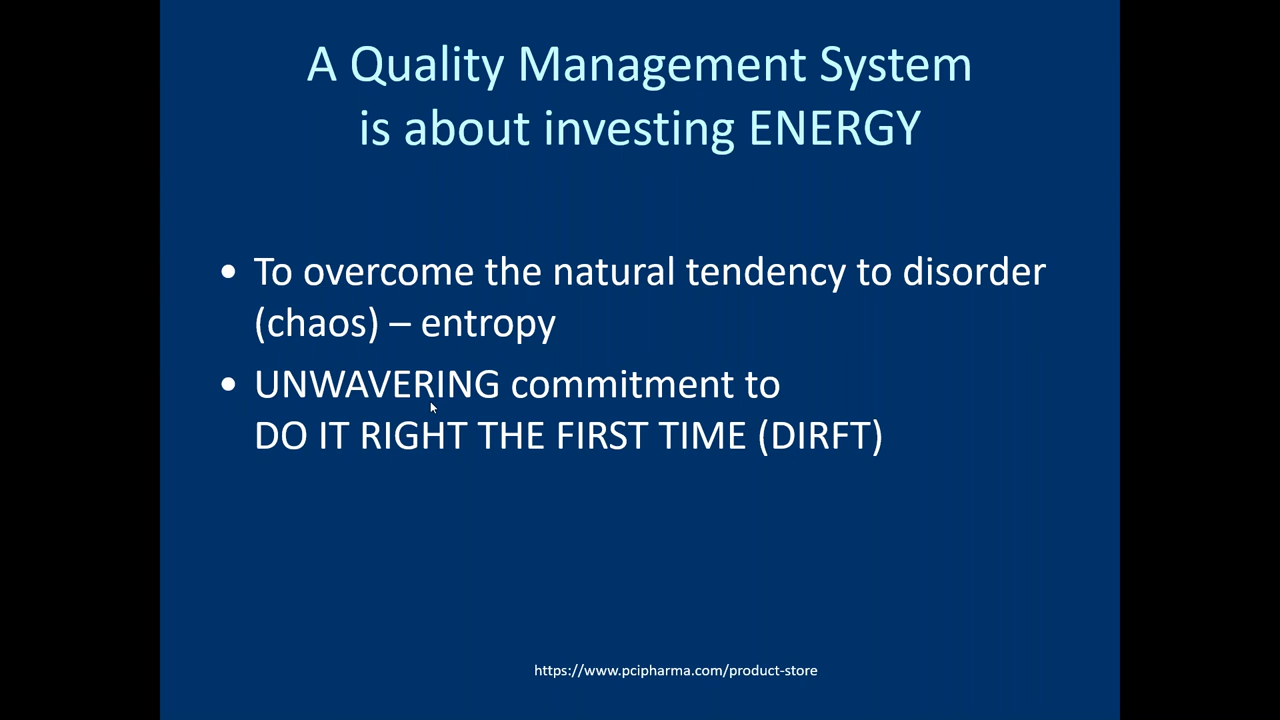 A Quality Management System
is about investing ENERGY
• To overcome the natural tendency to disorder
(chaos) – entropy
• UNWAVERING commitment to
DO IT RIGHT THE FIRST TIME (DIRFT)
https://www.pcipharma.com/product-store